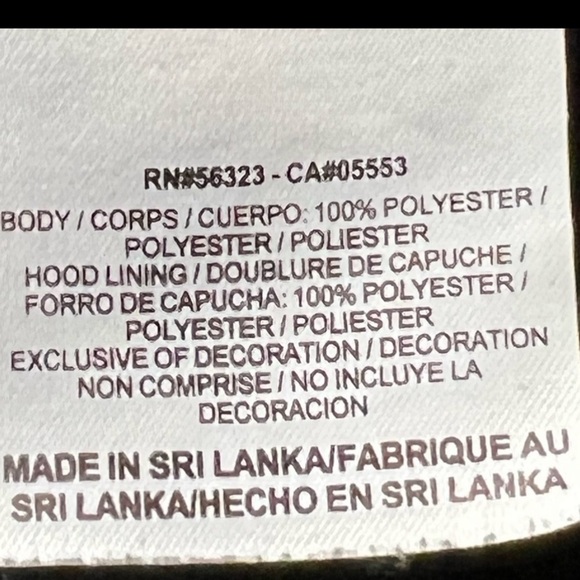 RN#56323 - CA#05553
BODY / CORPS / CUERPO: 100% POLYESTER /
POLYESTER / POLIESTER
HOOD LINING / DOUBLURE DE CAPUCHE /
FORRO DE CAPUCHA: 100% POLYESTER /
POLYESTER / POLIESTER
EXCLUSIVE OF DECORATION / DECORATION
NON COMPRISE / NO INCLUYE LA
DECORACION
MADE IN SRI LANKA/FABRIQUE AU
SRI LANKA/HECHO EN SRI LANKA